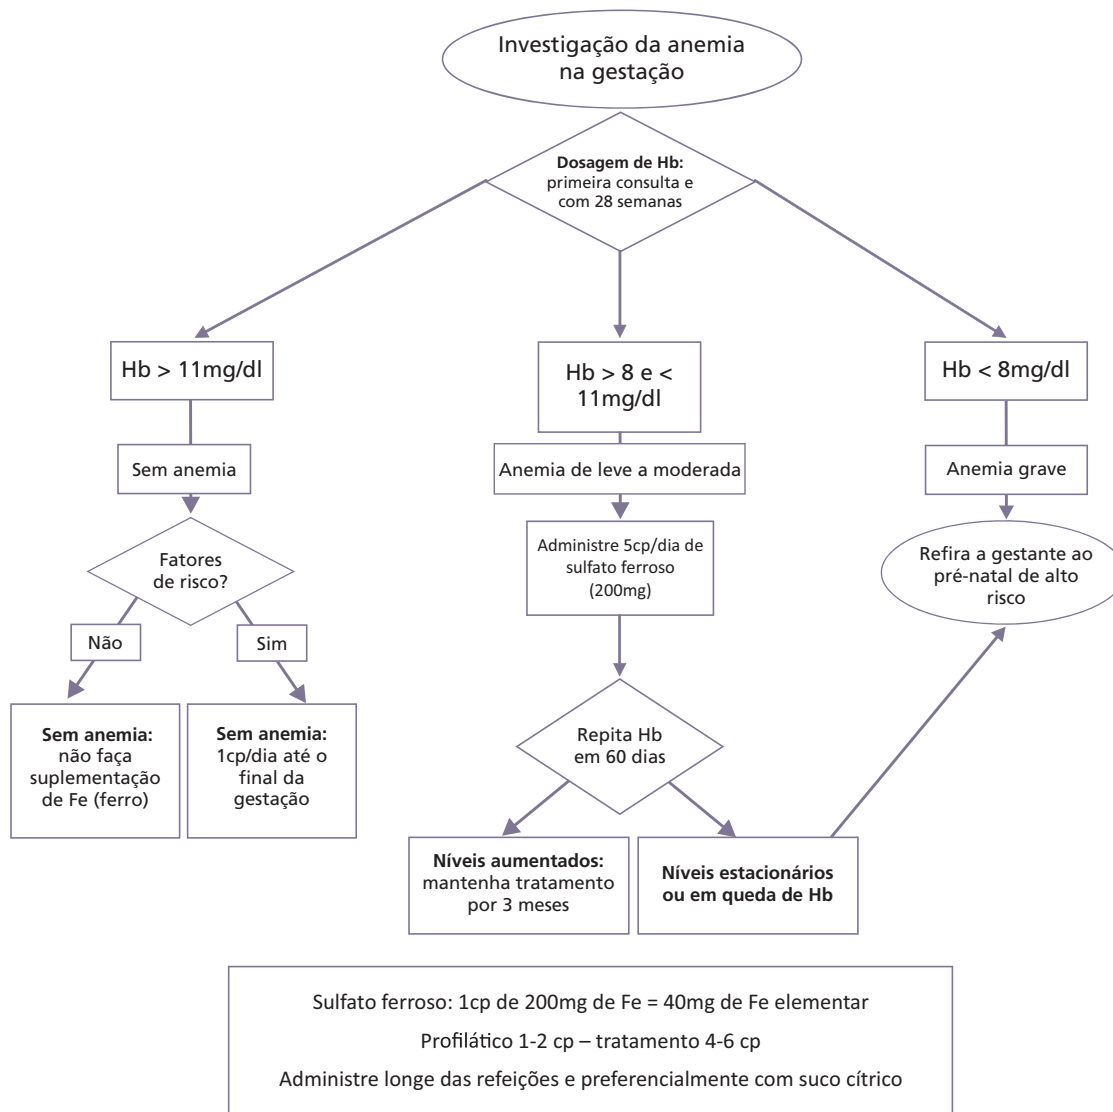 Investigação da anemia
na gestação
Dosagem de Hb:
primeira consulta e
com 28 semanas
Hb > 11mg/dl
Sem anemia
Fatores
de risco?
Não
Sim
Sem anemia:
não faça
suplementação
de Fe (ferro)
Sem anemia:
1cp/dia até o
final da
gestação
Hb > 8 e <
11mg/dl
Anemia de leve a moderada
Administre 5cp/dia de
sulfato ferroso
(200mg)
Repita Hb
em 60 dias
Níveis aumentados:
mantenha tratamento
por 3 meses
Níveis estacionários
ou em queda de Hb
Hb < 8mg/dl
Anemia grave
Refira a gestante ao
pré-natal de alto
risco
Sulfato ferroso: 1cp de 200mg de Fe = 40mg de Fe elementar
Profilático 1-2 cp – tratamento 4-6 cp
Administre longe das refeições e preferencialmente com suco cítrico